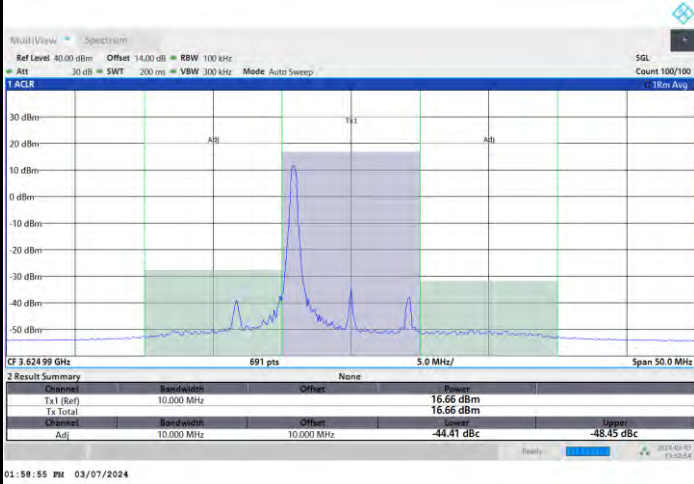 MultiView Spectrum
Ref Level 40.00 dBm Offset 14.00 dB RBW 100 kHz SGL
Att 30 dB SWT 200 ms VBW 300 kHz Mode Auto Sweep Count 100/100
1 ACLR 1Rm Avg
30 dBm
Tx1
20 dBm
Adj Adj
10 dBm
0 dBm
-10 dBm
-20 dBm
-30 dBm
-40 dBm
-50 dBm
CF 3.624 99 GHz 691 pts 5.0 MHz/ Span 50.0 MHz
2 Result Summary None
Channel Bandwidth Offset Power
Tx1 (Ref) 10.000 MHz 16.66 dBm
Tx Total 16.66 dBm
Channel Bandwidth Offset Lower Upper
Adj 10.000 MHz 10.000 MHz -44.41 dBc -48.45 dBc
Ready
01:58:55 PM 03/07/2024